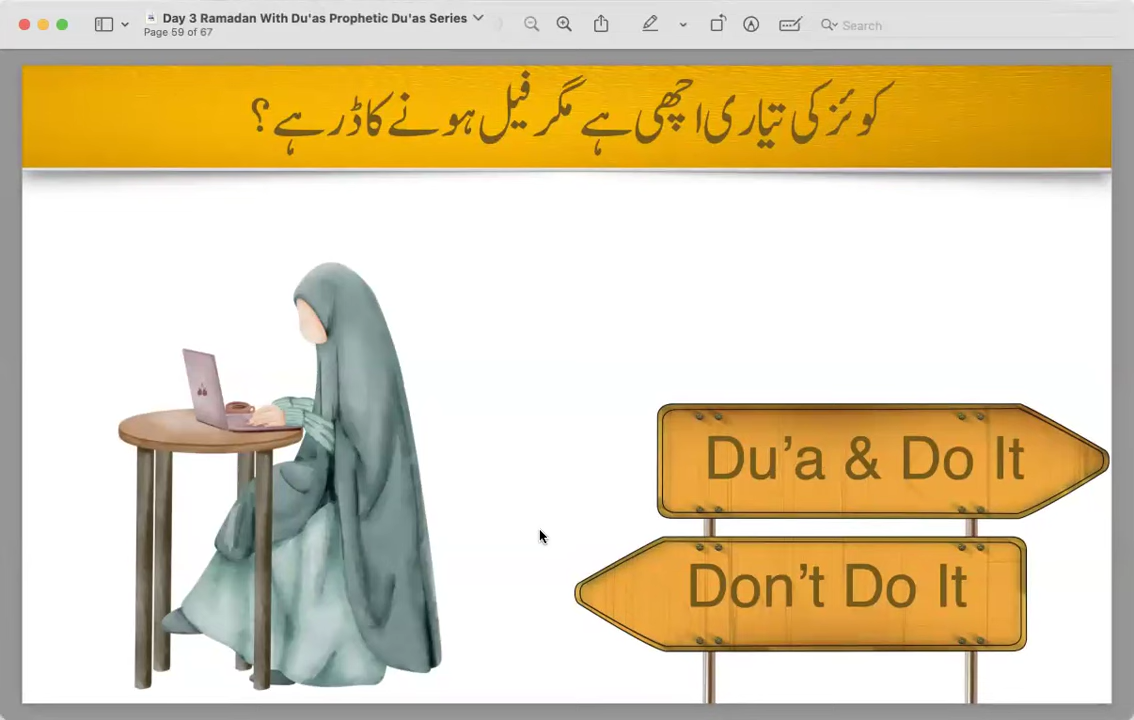 Day 3 Ramadan With Du'as Prophetic Du'as Series
Page 59 of 67
Search
کوئز کی تیاری اچھی ہے مگر فیل ہونے کا ڈر ہے؟
Du’a & Do It
Don’t Do It